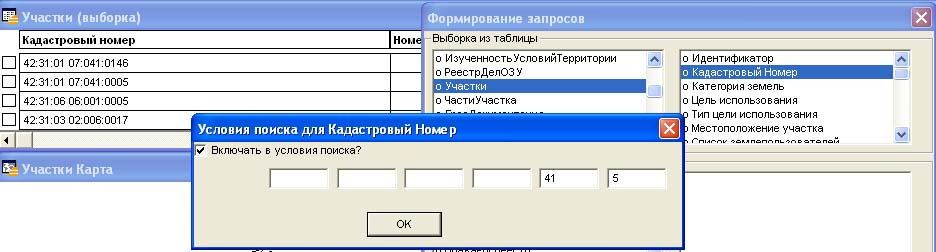 Участки (выборка)
Кадастровый номер
Номе
42:31:01 07:041:0146
42:31:01 07:041:0005
42:31:06 06:001:0005
42:31:03 02:006:0017
Участки Карта
Формирование запросов
Выборка из таблицы
o ИзученностьУсловийТерритории
o РеестрДелОЗУ
o Участки
o ЧастиУчастка
o Идентификатор
o Кадастровый Номер
o Категория земель
o Цель использования
o Тип цели использования
o Местоположение участка
o Список землепользователей
Условия поиска для Кадастровый Номер
Включать в условия поиска?
41 5
OK